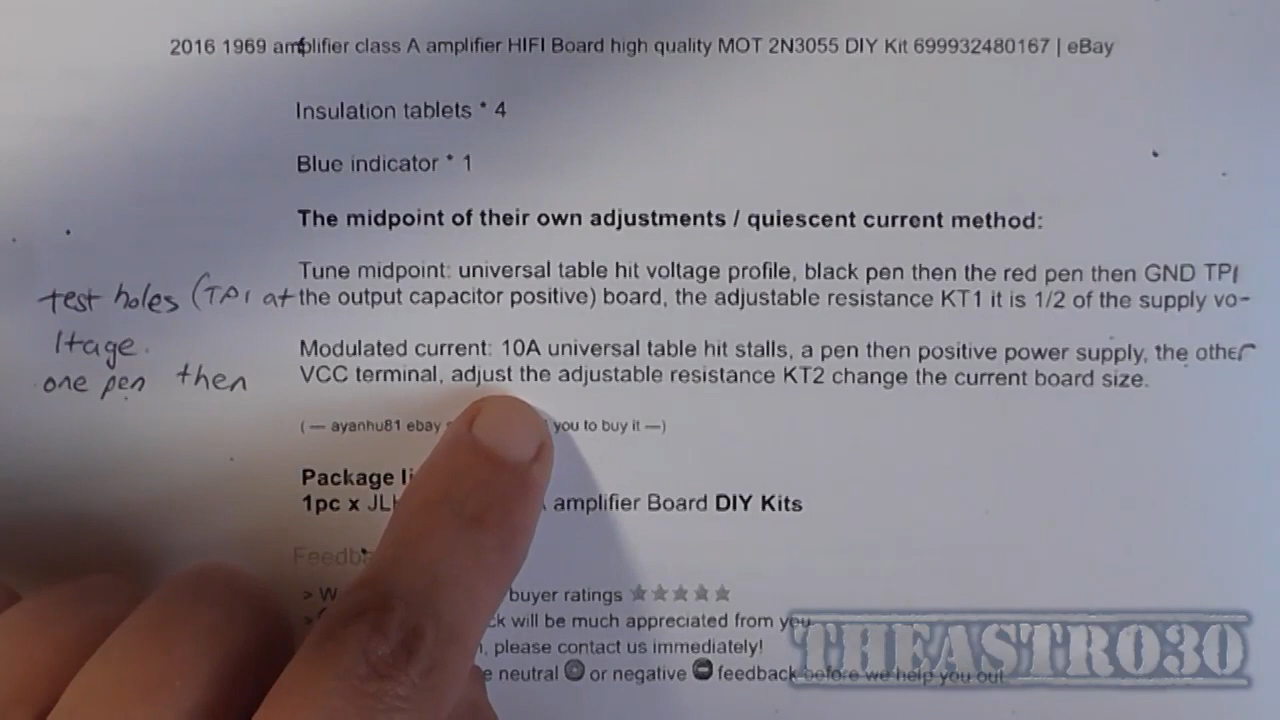 2016 1969 amplifier class A amplifier HIFI Board high quality MOT 2N3055 DIY Kit 699932480167 | eBay
Insulation tablets * 4
Blue indicator * 1
The midpoint of their own adjustments / quiescent current method:
Tune midpoint: universal table hit voltage profile, black pen then the red pen then GND TP1
test holes (TP1 at the output capacitor positive) board, the adjustable resistance KT1 it is 1/2 of the supply vo-
ltage.
Modulated current: 10A universal table hit stalls, a pen then positive power supply, the other
one pen then VCC terminal, adjust the adjustable resistance KT2 change the current board size.
(— ayanhu81 ebay you to buy it —)
Package
1pc x amplifier Board DIY Kits
buyer ratings
will be much appreciated from you
, please contact us immediately!
neutral or negative feedback before we help you out.
THEASTRO30